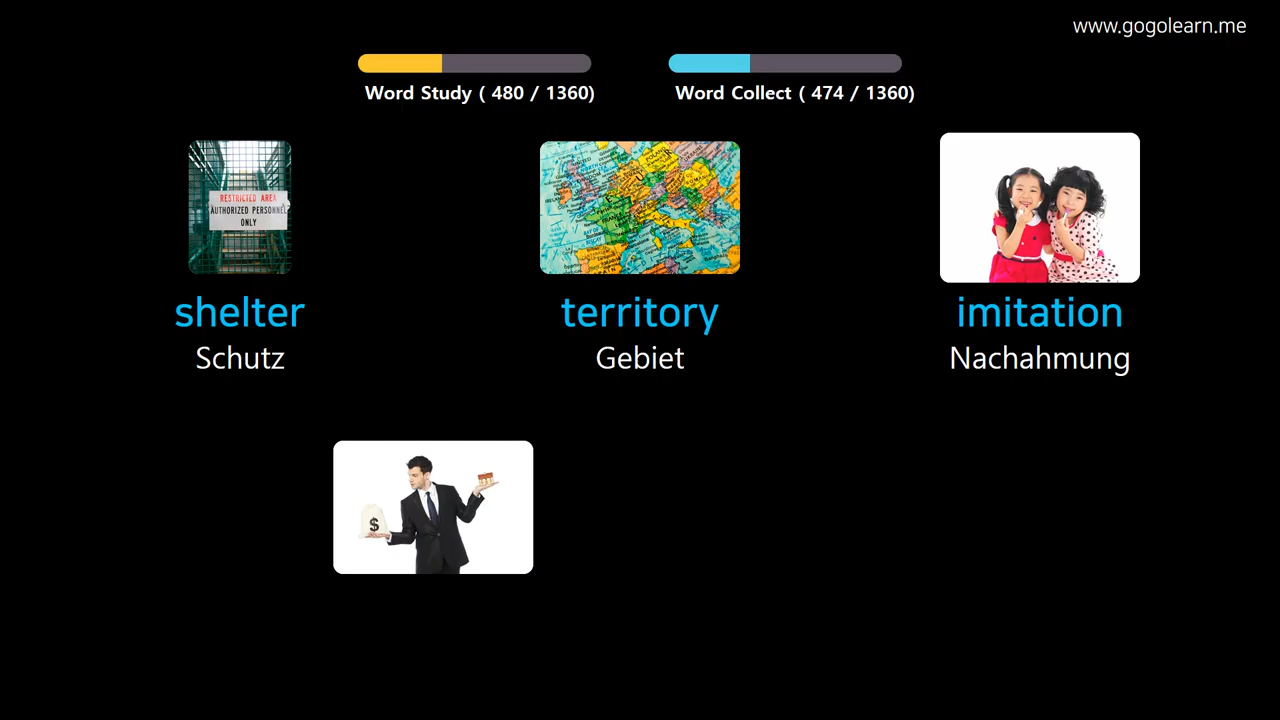 www.gogolearn.me
Word Study ( 480 / 1360)
Word Collect ( 474 / 1360)
RESTRICTED AREA
AUTHORIZED PERSONNEL
ONLY
POLAND
shelter
territory
imitation
Schutz
Gebiet
Nachahmung
$